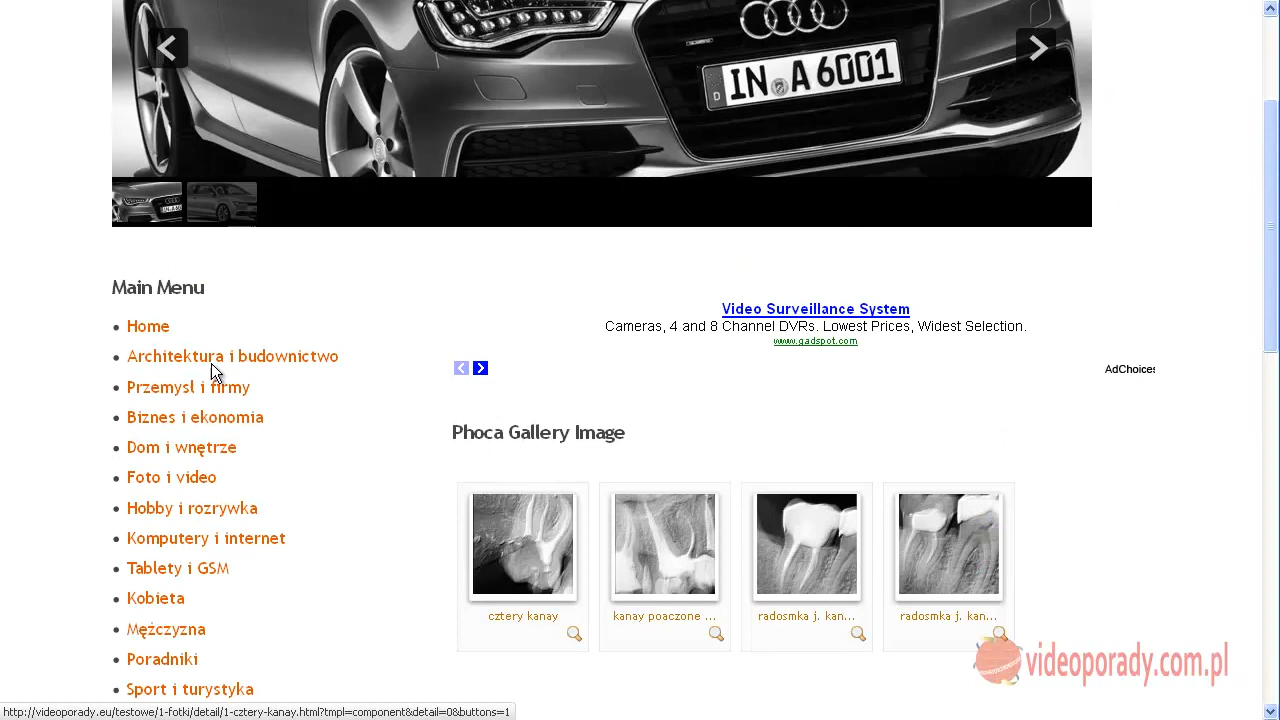 IN A 6001
D
IN A 6001
Main Menu
Home
Architektura i budownictwo
Przemysł i firmy
Biznes i ekonomia
Dom i wnętrze
Foto i video
Hobby i rozrywka
Komputery i internet
Tablety i GSM
Kobieta
Mężczyzna
Poradniki
Sport i turystyka
Video Surveillance System
Cameras, 4 and 8 Channel DVRs. Lowest Prices, Widest Selection.
www.gadspot.com
AdChoices
Phoca Gallery Image
cztery kanay
kanay poaczone ...
radosmka j. kan...
radosmka j. kan...
videoporady.com.pl
http://videoporady.eu/testowe/1-fotki/detail/1-cztery-kanay.html?tmpl=component&detail=0&buttons=1